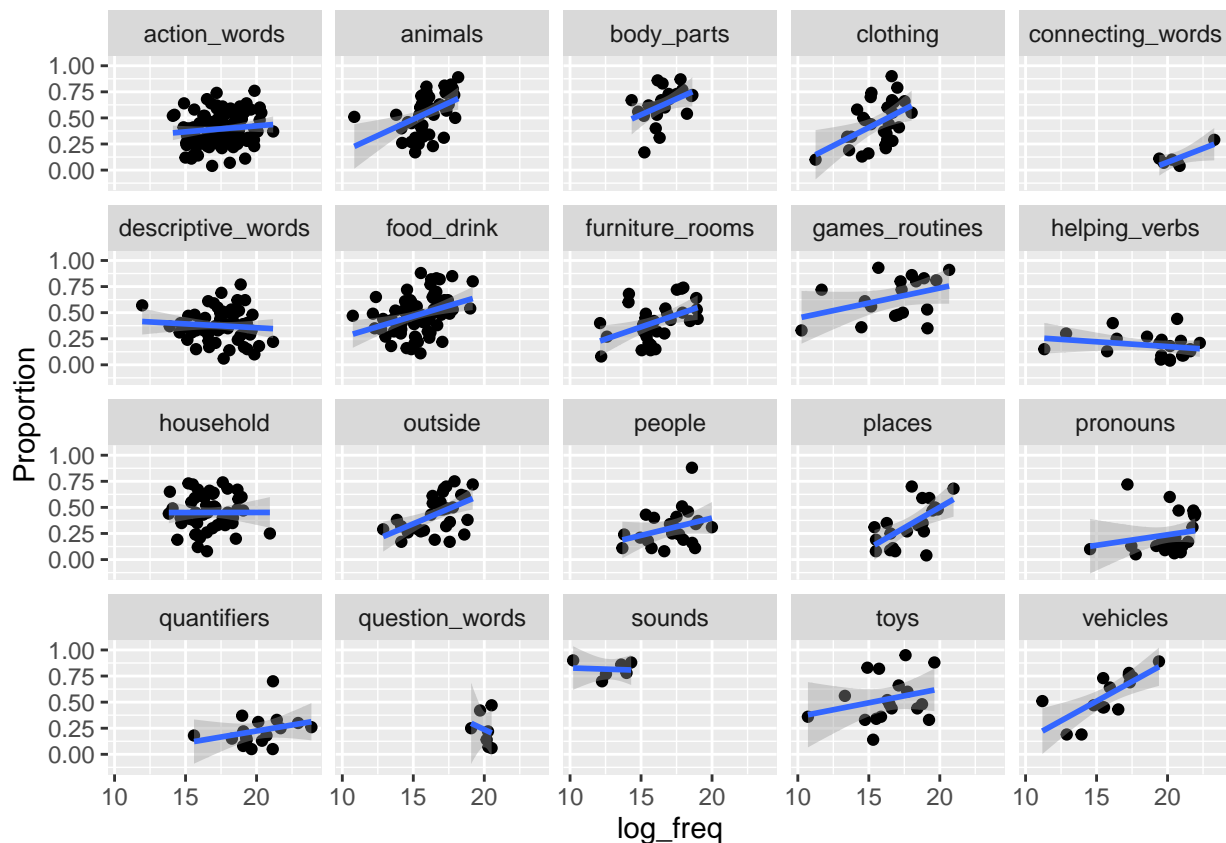 action_words animals body_parts clothing connecting_words
1.00
0.75
0.50
0.25
0.00
descriptive_words food_drink furniture_rooms games_routines helping_verbs
1.00
0.75
0.50
0.25
0.00
household outside people places pronouns
1.00
0.75
0.50
0.25
0.00
quantifiers question_words sounds toys vehicles
1.00
0.75
0.50
0.25
0.00
10 15 20 10 15 20 10 15 20 10 15 20 10 15 20
log_freq
Proportion